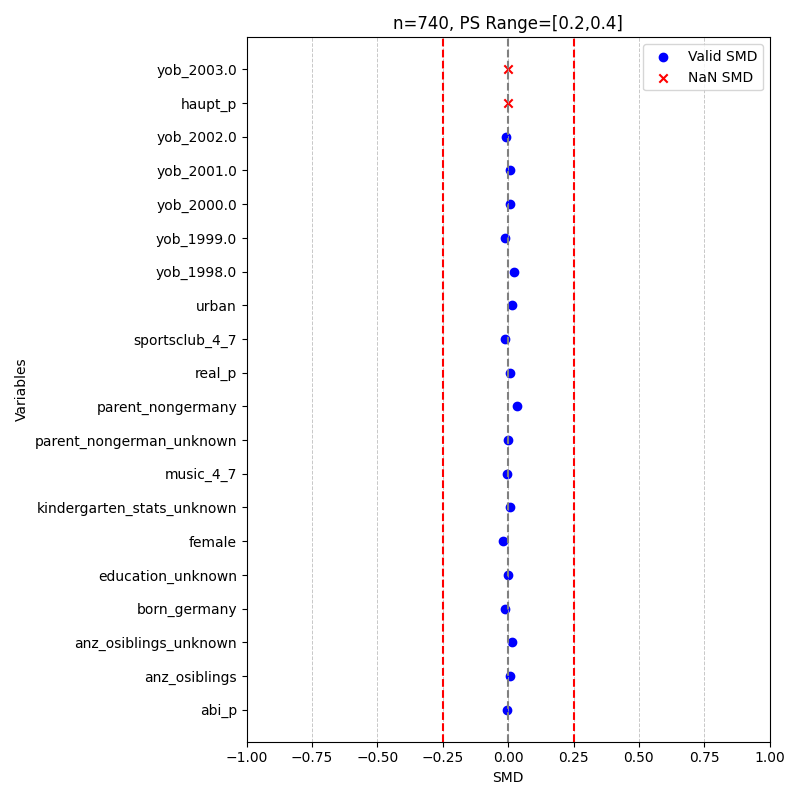 n=740, PS Range=[0.2,0.4]
Valid SMD
NaN SMD
yob_2003.0
haupt_p
yob_2002.0
yob_2001.0
yob_2000.0
yob_1999.0
yob_1998.0
urban
sportsclub_4_7
real_p
parent_nongermany
parent_nongerman_unknown
music_4_7
kindergarten_stats_unknown
female
education_unknown
born_germany
anz_osiblings_unknown
anz_osiblings
abi_p
Variables
−1.00 −0.75 −0.50 −0.25 0.00 0.25 0.50 0.75 1.00
SMD